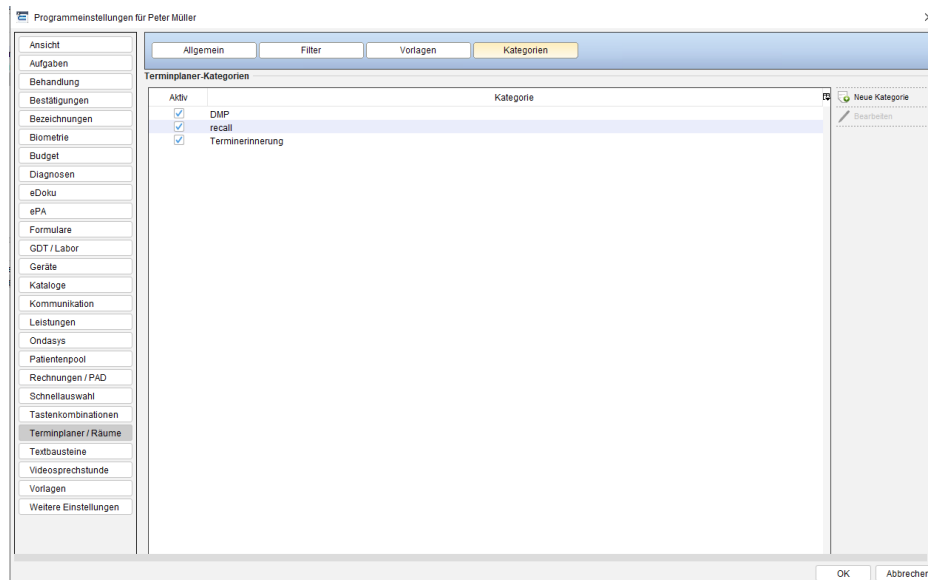 Programmeinstellungen für Peter Müller
Ansicht
Aufgaben
Behandlung
Bestätigungen
Bezeichnungen
Biometrie
Budget
Diagnosen
eDoku
ePA
Formulare
GDT / Labor
Geräte
Kataloge
Kommunikation
Leistungen
Ondasys
Patientenpool
Rechnungen / PAD
Schnellauswahl
Tastenkombinationen
Terminplaner / Räume
Textbausteine
Videosprechstunde
Vorlagen
Weitere Einstellungen
Allgemein Filter Vorlagen Kategorien
Terminplaner-Kategorien
Aktiv Kategorie
DMP
recall
Terminerinnerung
Neue Kategorie
Bearbeiten
OK Abbrechen